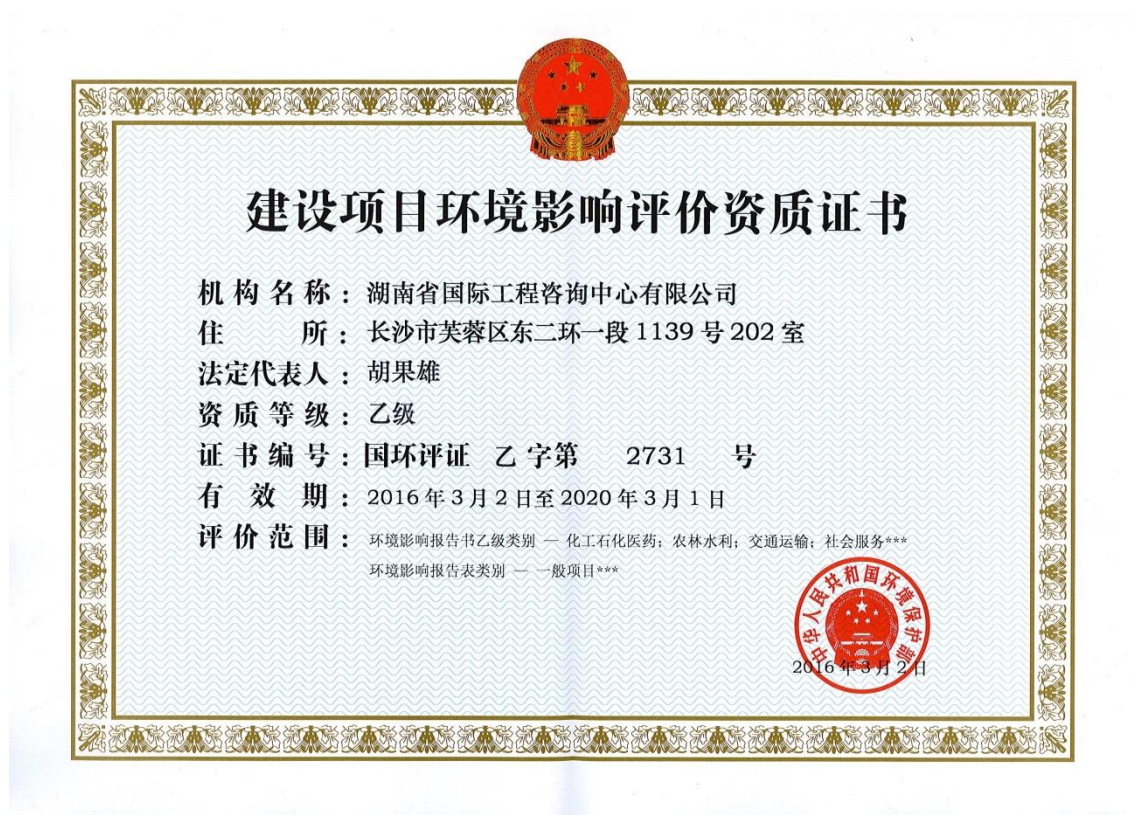 建设项目环境影响评价资质证书
机构名称：湖南省国际工程咨询中心有限公司
住所：长沙市芙蓉区东二环一段1139号202室
法定代表人：胡果雄
资质等级：乙级
证书编号：国环评证 乙字第 2731 号
有效期：2016年3月2日至2020年3月1日
评价范围：环境影响报告书乙级类别 — 化工石化医药；农林水利；交通运输；社会服务***
环境影响报告表类别 — 一般项目***
中华人民共和国环境保护部
2016年3月2日